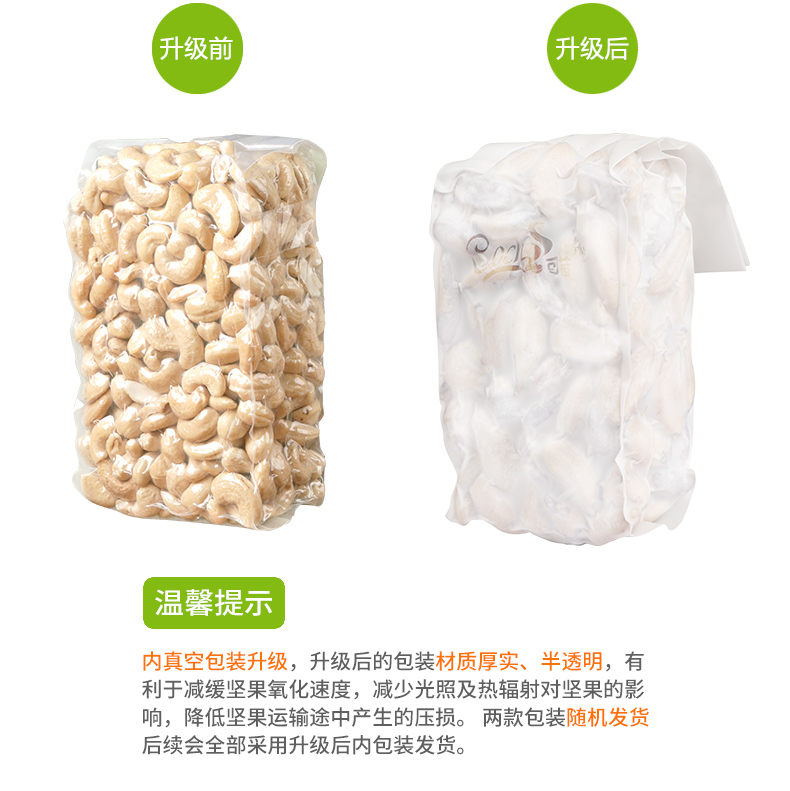 升级前
升级后
温馨提示
内真空包装升级，升级后的包装材质厚实、半透明，有
利于减缓坚果氧化速度，减少光照及热辐射对坚果的影
响，降低坚果运输途中产生的压损。 两款包装随机发货
后续会全部采用升级后内包装发货。